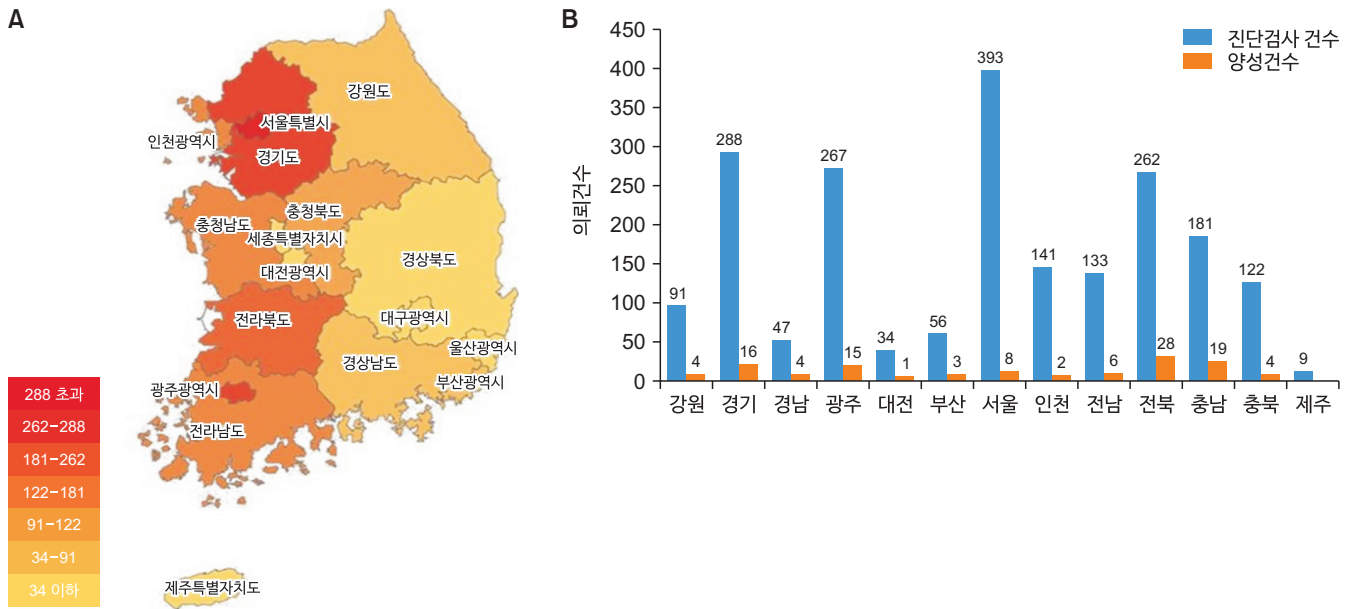 A
강원도
서울특별시
인천광역시
경기도
충청북도
충청남도
세종특별자치시
경상북도
대전광역시
전라북도
대구광역시
울산광역시
경상남도
부산광역시
광주광역시
전라남도
제주특별자치도
288 초과
262-288
181-262
122-181
91-122
34-91
34 이하
B
진단검사 건수
양성건수
의뢰건수
450
400
350
300
250
200
150
100
50
0
91 4
288 16
47 4
267 15
34 1
56 3
393 8
141 2
133 6
262 28
181 19
122 4
9
강원 경기 경남 광주 대전 부산 서울 인천 전남 전북 충남 충북 제주